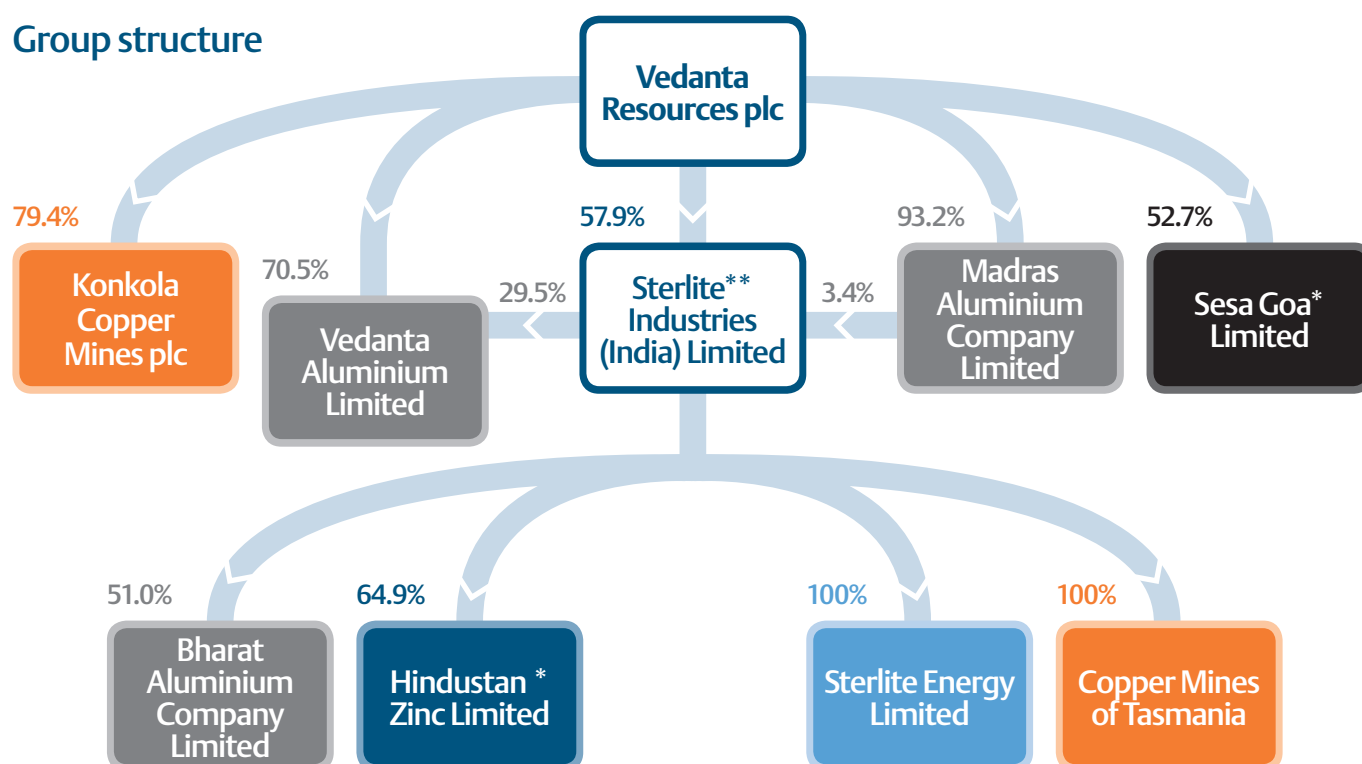 Group structure
Vedanta
Resources plc
79.4%
Konkola
Copper
Mines plc
70.5%
Vedanta
Aluminium
Limited
29.5%
57.9%
Sterlite**
Industries
(India) Limited
3.4%
93.2%
Madras
Aluminium
Company
Limited
52.7%
Sesa Goa*
Limited
51.0%
Bharat
Aluminium
Company
Limited
64.9%
Hindustan *
Zinc Limited
100%
Sterlite Energy
Limited
100%
Copper Mines
of Tasmania